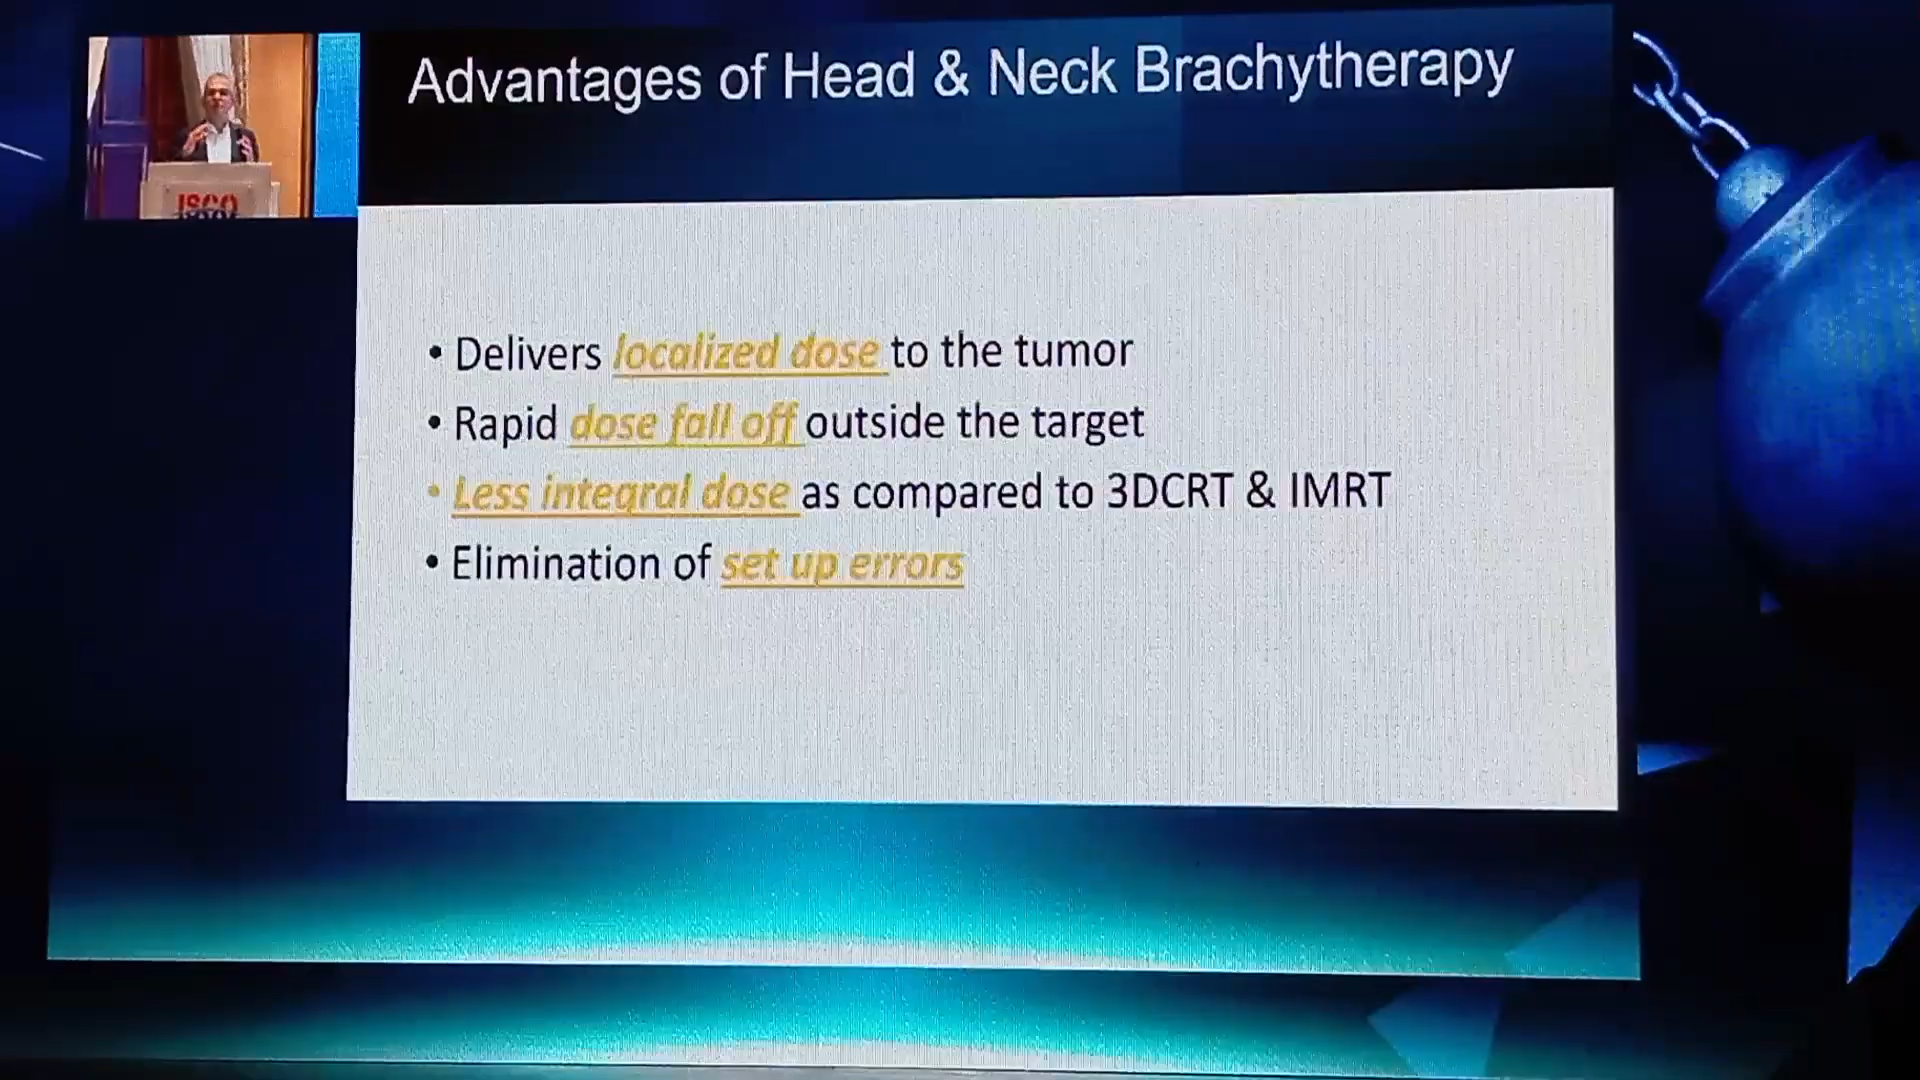 Advantages of Head & Neck Brachytherapy
ISCO
• Delivers localized dose to the tumor
• Rapid dose fall off outside the target
• Less integral dose as compared to 3DCRT & IMRT
• Elimination of set up errors